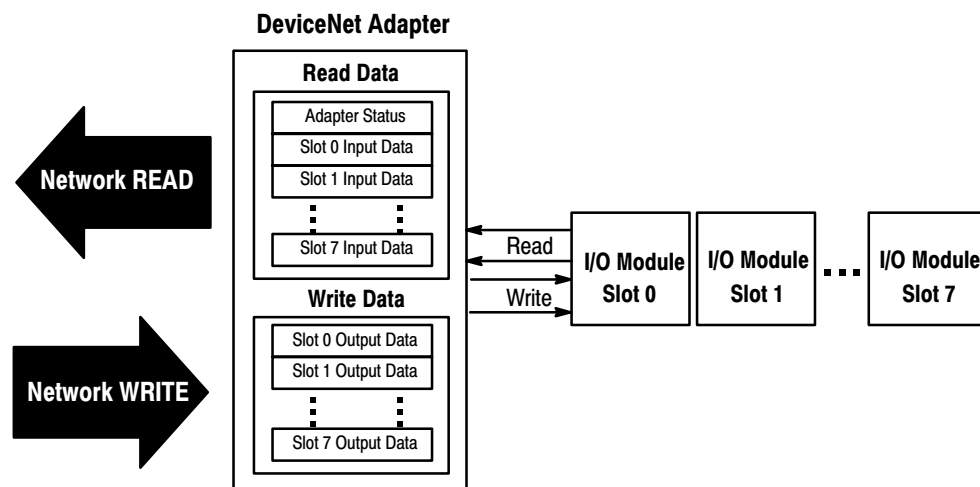 DeviceNet Adapter
Read Data
Adapter Status
Slot 0 Input Data
Slot 1 Input Data
Slot 7 Input Data
Network READ
Read
Write
I/O Module
Slot 0
I/O Module
Slot 1
I/O Module
Slot 7
Write Data
Slot 0 Output Data
Slot 1 Output Data
Slot 7 Output Data
Network WRITE